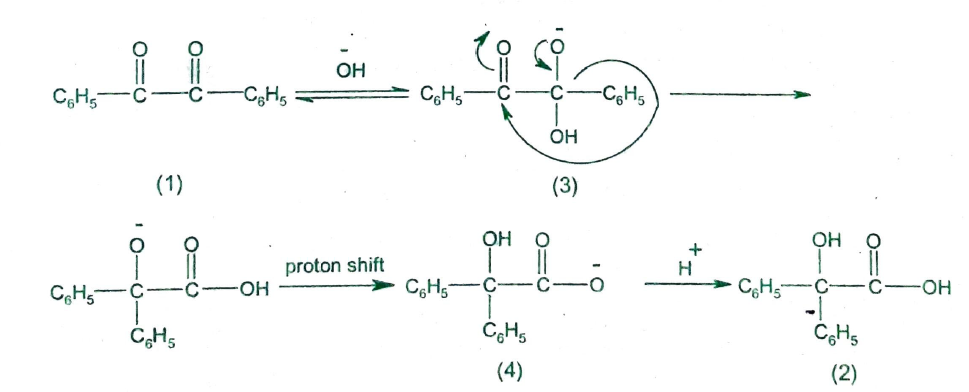 O O O O⁻
⁻OH
C₆H₅—C—C—C₆H₅ C₆H₅—C—C—C₆H₅
OH
(1) (3)
O⁻ O OH O OH O
proton shift H⁺
C₆H₅—C—C—OH C₆H₅—C—C—O⁻ C₆H₅—C—C—OH
C₆H₅ C₆H₅ C₆H₅
(4) (2)